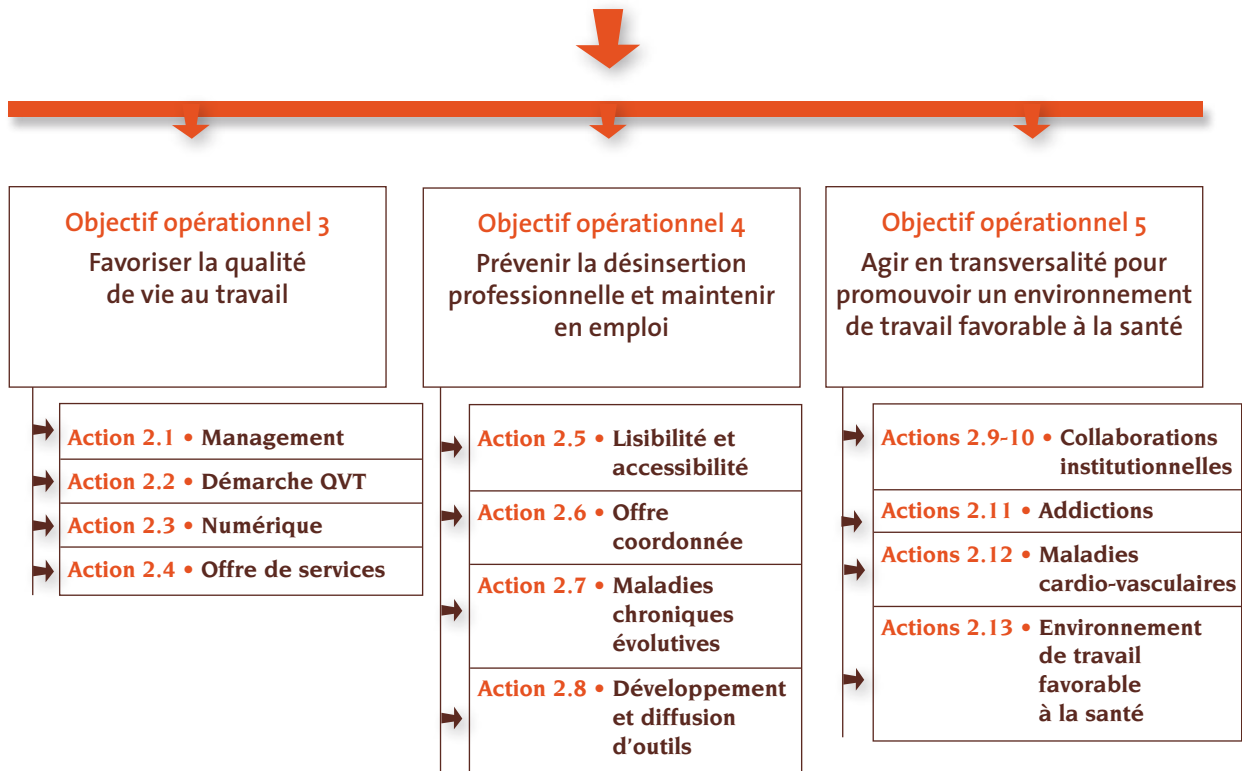 Objectif opérationnel 3
Favoriser la qualité
de vie au travail
Action 2.1 • Management
Action 2.2 • Démarche QVT
Action 2.3 • Numérique
Action 2.4 • Offre de services
Objectif opérationnel 4
Prévenir la désinsertion
professionnelle et maintenir
en emploi
Action 2.5 • Lisibilité et
accessibilité
Action 2.6 • Offre
coordonnée
Action 2.7 • Maladies
chroniques
évolutives
Action 2.8 • Développement
et diffusion
d’outils
Objectif opérationnel 5
Agir en transversalité pour
promouvoir un environnement
de travail favorable à la santé
Actions 2.9-10 • Collaborations
institutionnelles
Actions 2.11 • Addictions
Actions 2.12 • Maladies
cardio-vasculaires
Actions 2.13 • Environnement
de travail
favorable
à la santé